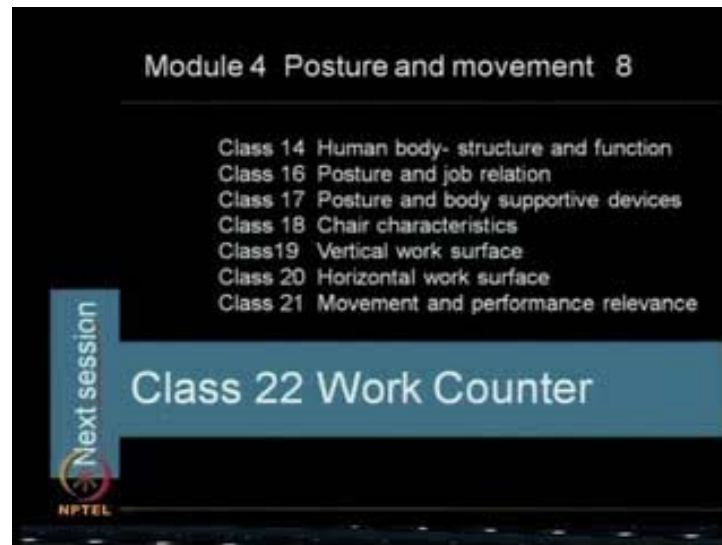 Module 4 Posture and movement 8
Class 14 Human body- structure and function
Class 16 Posture and job relation
Class 17 Posture and body supportive devices
Class 18 Chair characteristics
Class19 Vertical work surface
Class 20 Horizontal work surface
Class 21 Movement and performance relevance
Next session
Class 22 Work Counter
NPTEL